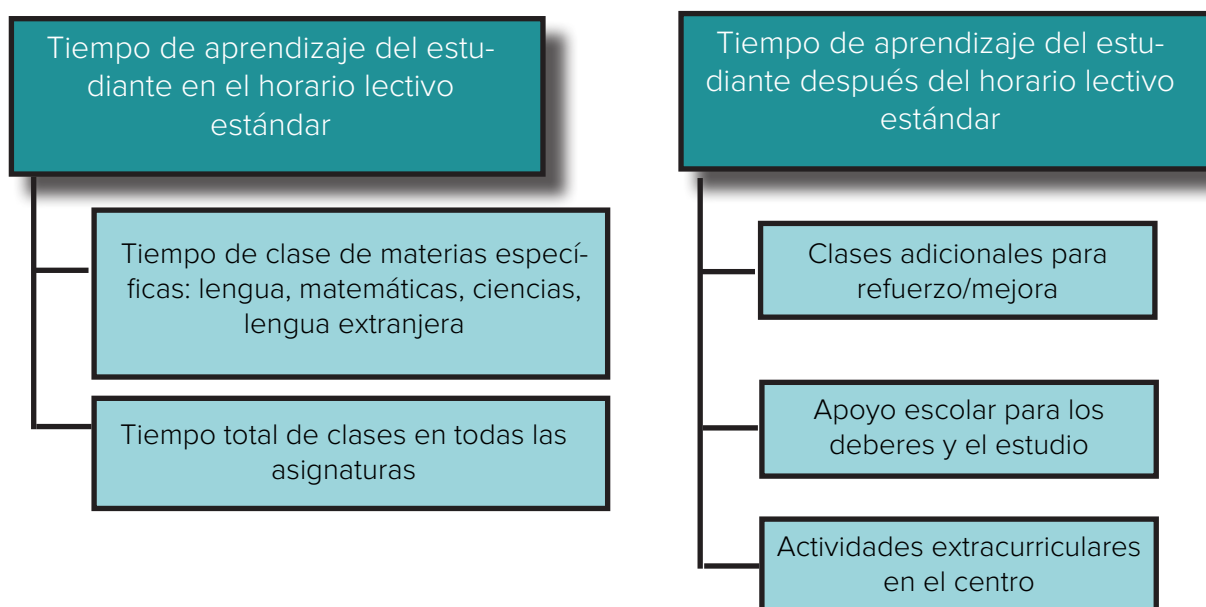 Tiempo de aprendizaje del estu-
diante en el horario lectivo
estándar
Tiempo de clase de materias especí-
ficas: lengua, matemáticas, ciencias,
lengua extranjera
Tiempo total de clases en todas las
asignaturas
Tiempo de aprendizaje del estu-
diante después del horario lectivo
estándar
Clases adicionales para
refuerzo/mejora
Apoyo escolar para los
deberes y el estudio
Actividades extracurriculares
en el centro